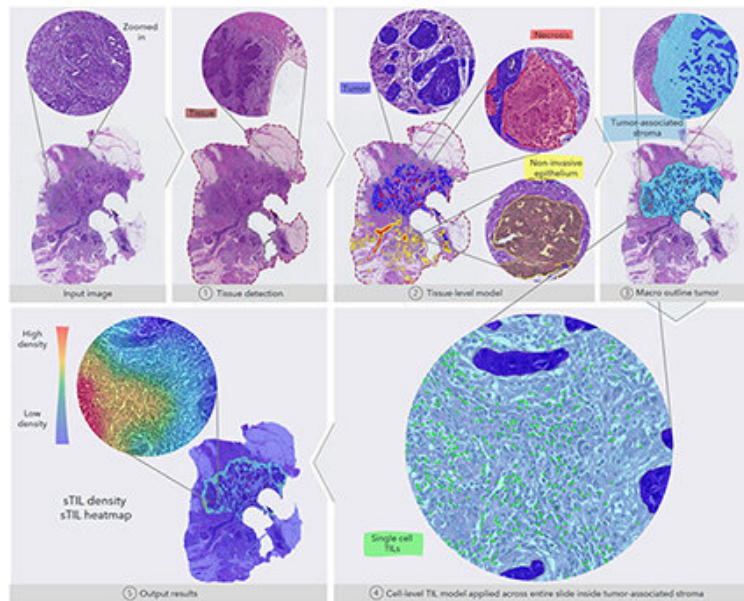 Zoomed
in
Tissue
Input image
① Tissue detection
Tumor
Necrosis
Non-invasive
epithelium
② Tissue-level model
Tumor-associated
stroma
③ Macro outline tumor
High
density
Low
density
sTIL density
sTIL heatmap
⑤ Output results
Single cell
TILs
④ Cell-level TIL model applied across entire slide inside tumor-associated stroma